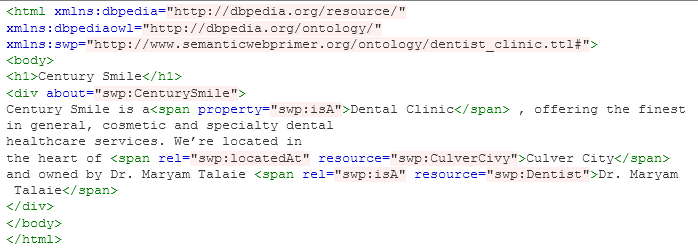 <html xmlns:dbpedia="http://dbpedia.org/resource/"
xmlns:dbpediaowl="http://dbpedia.org/ontology/"
xmlns:swp="http://www.semanticwebprimer.org/ontology/dentist_clinic.ttl#">
<body>
<h1>Century Smile</h1>
<div about="swp:CenturySmile">
Century Smile is a<span property="swp:isA">Dental Clinic</span> , offering the finest
in general, cosmetic and specialty dental
healthcare services. We’re located in
the heart of <span rel="swp:locatedAt" resource="swp:CulverCivy">Culver City</span>
and owned by Dr. Maryam Talaie <span rel="swp:isA" resource="swp:Dentist">Dr. Maryam
Talaie</span>
</div>
</body>
</html>